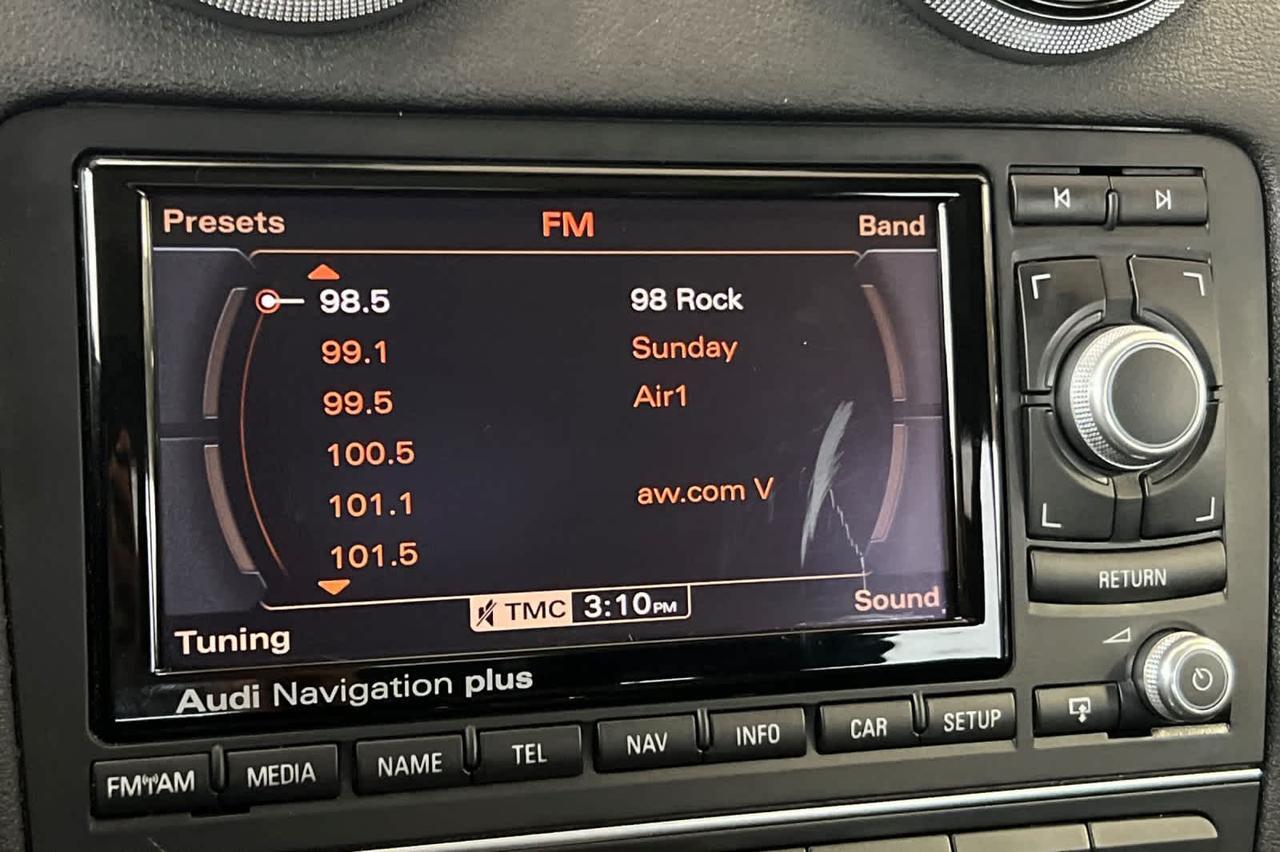 Presets FM Band
98.5 98 Rock
99.1 Sunday
99.5 Air1
100.5
101.1 aw.com V
101.5
TMC 3:10PM
Sound
Tuning
Audi Navigation plus
RETURN
FM AM MEDIA NAME TEL NAV INFO CAR SETUP